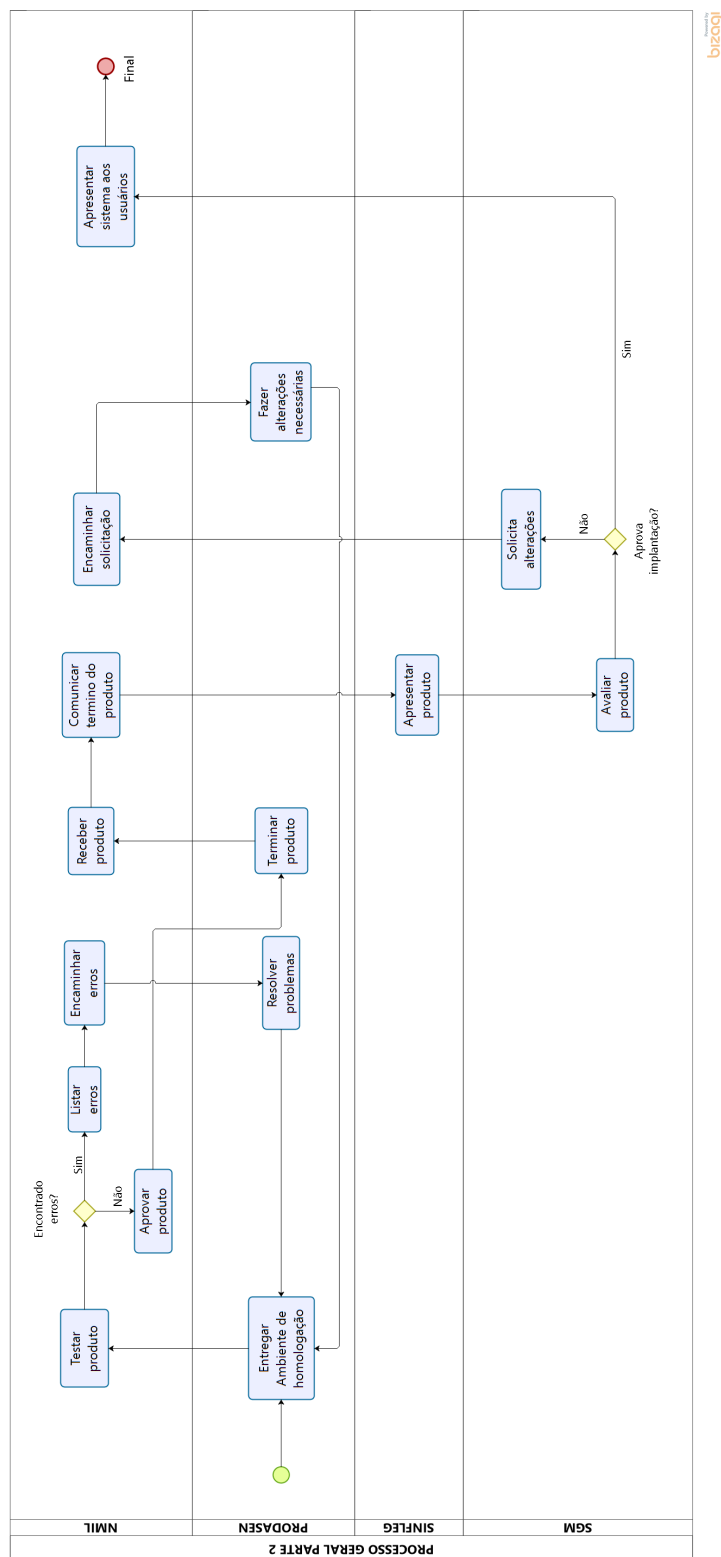 PROCESSO GERAL PARTE 2
NMIL
PRODASEN
SINFLEG
SGM
Entregar
Ambiente de
homologação
Testar
produto
Encontrado
erros?
Sim
Não
Listar
erros
Aprovar
produto
Encaminhar
erros
Resolver
problemas
Terminar
produto
Receber
produto
Comunicar
termino do
produto
Apresentar
produto
Avaliar
produto
Aprova
implantação?
Não
Sim
Solicita
alterações
Encaminhar
solicitação
Fazer
alterações
necessárias
Apresentar
sistema aos
usuários
Final
Powered by
bizagi